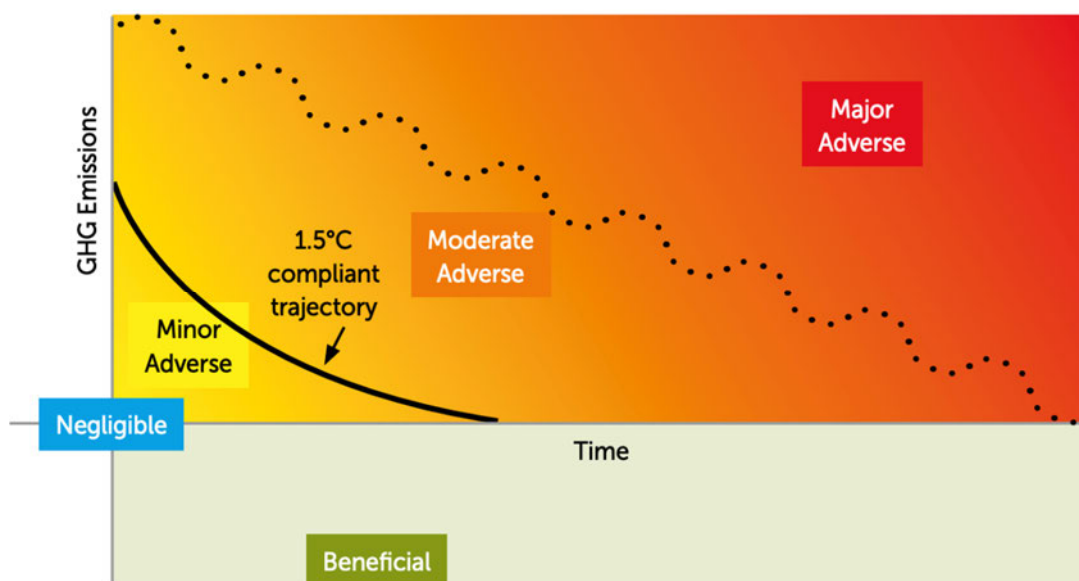 Major
Adverse
GHG Emissions
1.5°C
compliant
trajectory
Moderate
Adverse
Minor
Adverse
Negligible
Time
Beneficial